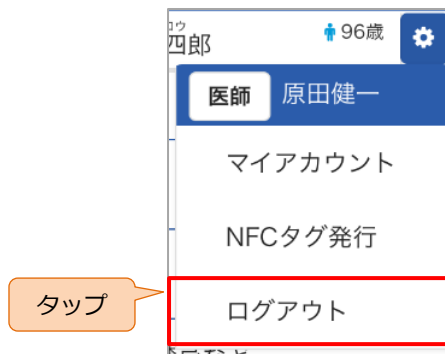 四郎
96歳
医師 原田健一
マイアカウント
NFCタグ発行
タップ
ログアウト